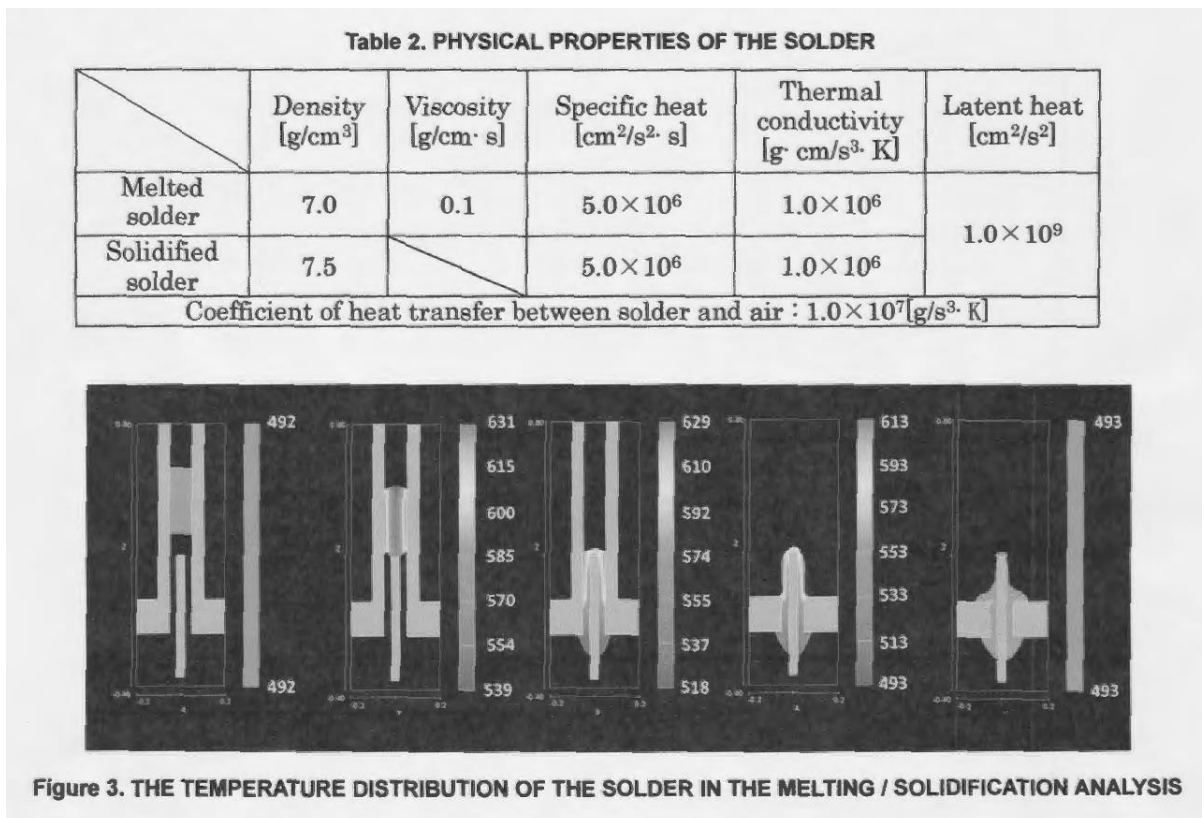 Table 2. PHYSICAL PROPERTIES OF THE SOLDER
Density [g/cm³] Viscosity [g/cm· s] Specific heat [cm²/s²· s] Thermal conductivity [g· cm/s³· K] Latent heat [cm²/s²]
Melted solder 7.0 0.1 5.0×10⁶ 1.0×10⁶ 1.0×10⁹
Solidified solder 7.5 5.0×10⁶ 1.0×10⁶
Coefficient of heat transfer between solder and air : 1.0×10⁷[g/s³· K]
492 631 629 613 493
615 610 593
600 592 573
585 574 553
570 555 533
554 537 513
492 539 518 493 493
Figure 3. THE TEMPERATURE DISTRIBUTION OF THE SOLDER IN THE MELTING / SOLIDIFICATION ANALYSIS